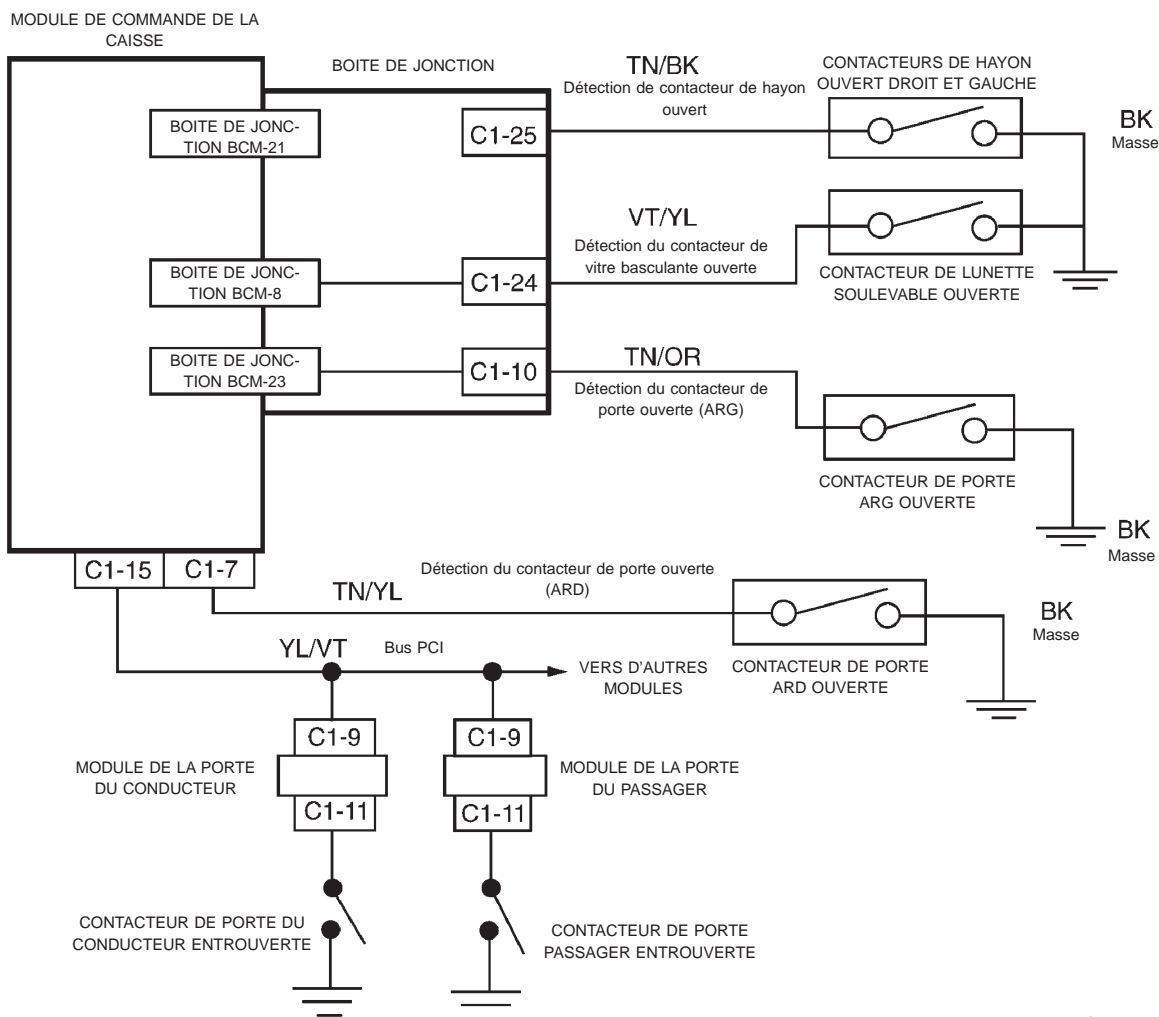 MODULE DE COMMANDE DE LA
CAISSE
BOITE DE JONCTION
TN/BK
Détection de contacteur de hayon
ouvert
CONTACTEURS DE HAYON
OUVERT DROIT ET GAUCHE
BOITE DE JONC-
TION BCM-21
C1-25
BK
Masse
VT/YL
Détection du contacteur de
vitre basculante ouverte
BOITE DE JONC-
TION BCM-8
C1-24
CONTACTEUR DE LUNETTE
SOULEVABLE OUVERTE
BOITE DE JONC-
TION BCM-23
C1-10
TN/OR
Détection du contacteur de
porte ouverte (ARG)
CONTACTEUR DE PORTE
ARG OUVERTE
BK
Masse
C1-15
C1-7
Détection du contacteur de porte ouverte
(ARD)
TN/YL
BK
Masse
YL/VT
Bus PCI
VERS D'AUTRES
MODULES
CONTACTEUR DE PORTE
ARD OUVERTE
C1-9
C1-9
MODULE DE LA PORTE
DU CONDUCTEUR
MODULE DE LA PORTE
DU PASSAGER
C1-11
C1-11
CONTACTEUR DE PORTE DU
CONDUCTEUR ENTROUVERTE
CONTACTEUR DE PORTE
PASSAGER ENTROUVERTE